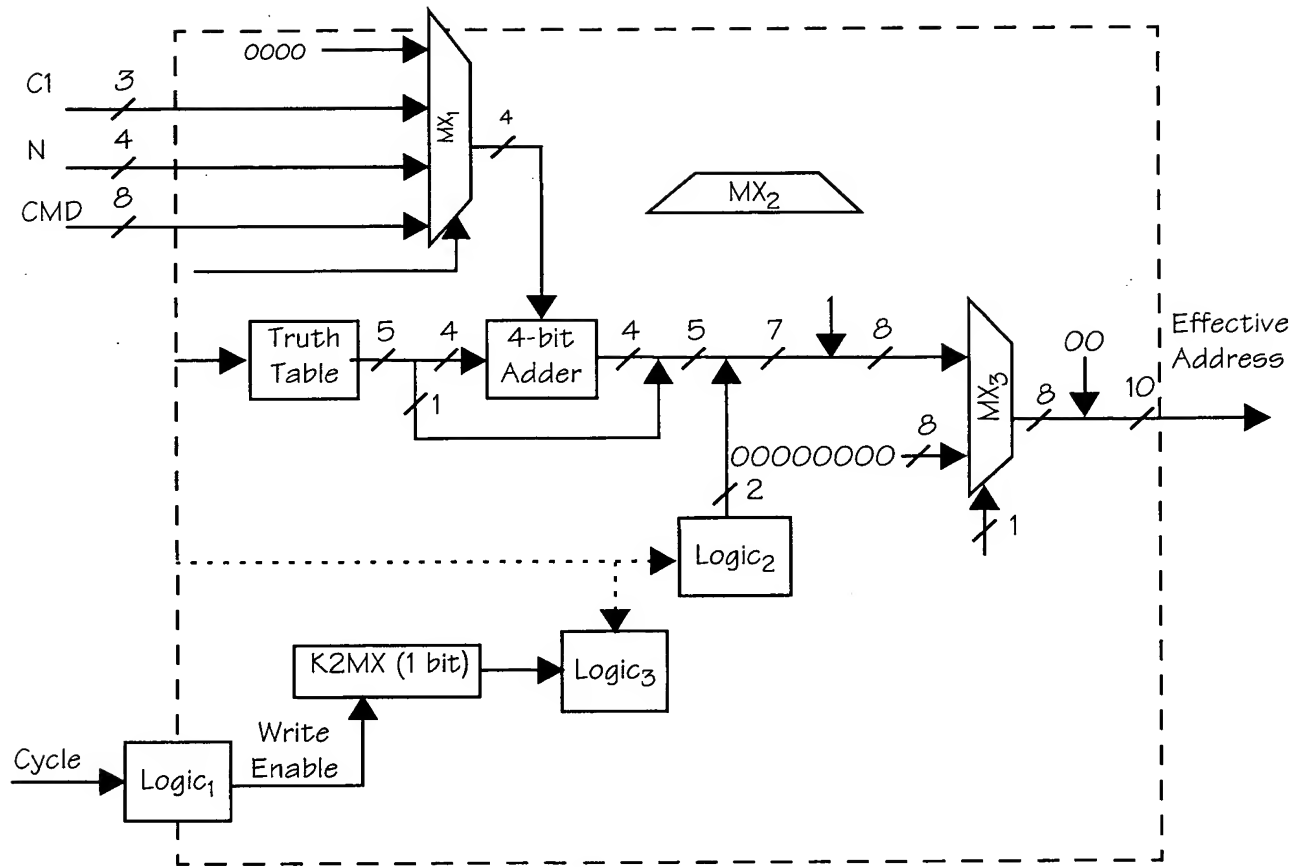 0000
C1
3
N
4
CMD
8
MX1
4
MX2
Truth
Table
5
4
1
4-bit
Adder
4
5
7
1
8
MX3
00
8
10
Effective
Address
00000000
8
2
1
Logic2
K2MX (1 bit)
Logic3
Cycle
Logic1
Write
Enable